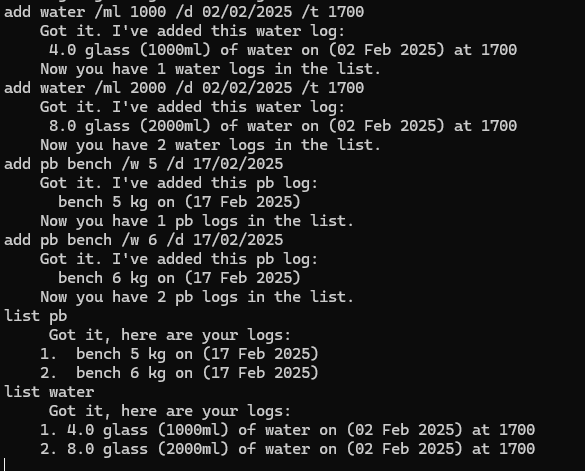 add water /ml 1000 /d 02/02/2025 /t 1700
Got it. I've added this water log:
4.0 glass (1000ml) of water on (02 Feb 2025) at 1700
Now you have 1 water logs in the list.
add water /ml 2000 /d 02/02/2025 /t 1700
Got it. I've added this water log:
8.0 glass (2000ml) of water on (02 Feb 2025) at 1700
Now you have 2 water logs in the list.
add pb bench /w 5 /d 17/02/2025
Got it. I've added this pb log:
bench 5 kg on (17 Feb 2025)
Now you have 1 pb logs in the list.
add pb bench /w 6 /d 17/02/2025
Got it. I've added this pb log:
bench 6 kg on (17 Feb 2025)
Now you have 2 pb logs in the list.
list pb
Got it, here are your logs:
1.  bench 5 kg on (17 Feb 2025)
2.  bench 6 kg on (17 Feb 2025)
list water
Got it, here are your logs:
1. 4.0 glass (1000ml) of water on (02 Feb 2025) at 1700
2. 8.0 glass (2000ml) of water on (02 Feb 2025) at 1700